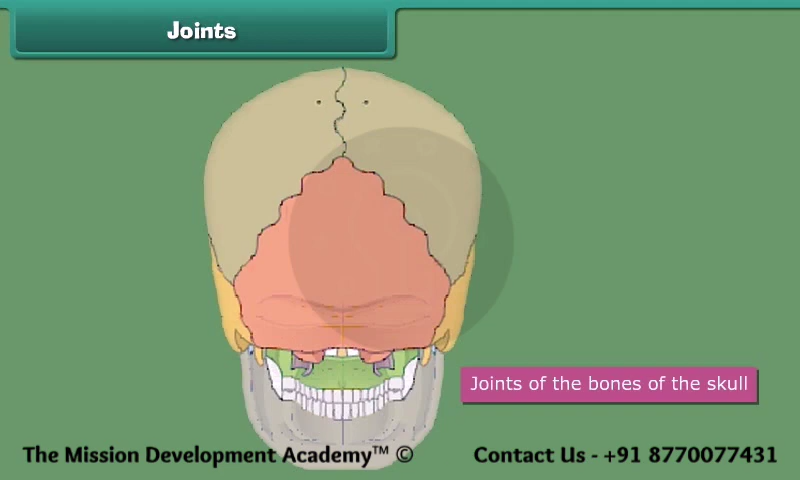 Joints
Joints of the bones of the skull
The Mission Development Academy™ ©
Contact Us - +91 8770077431